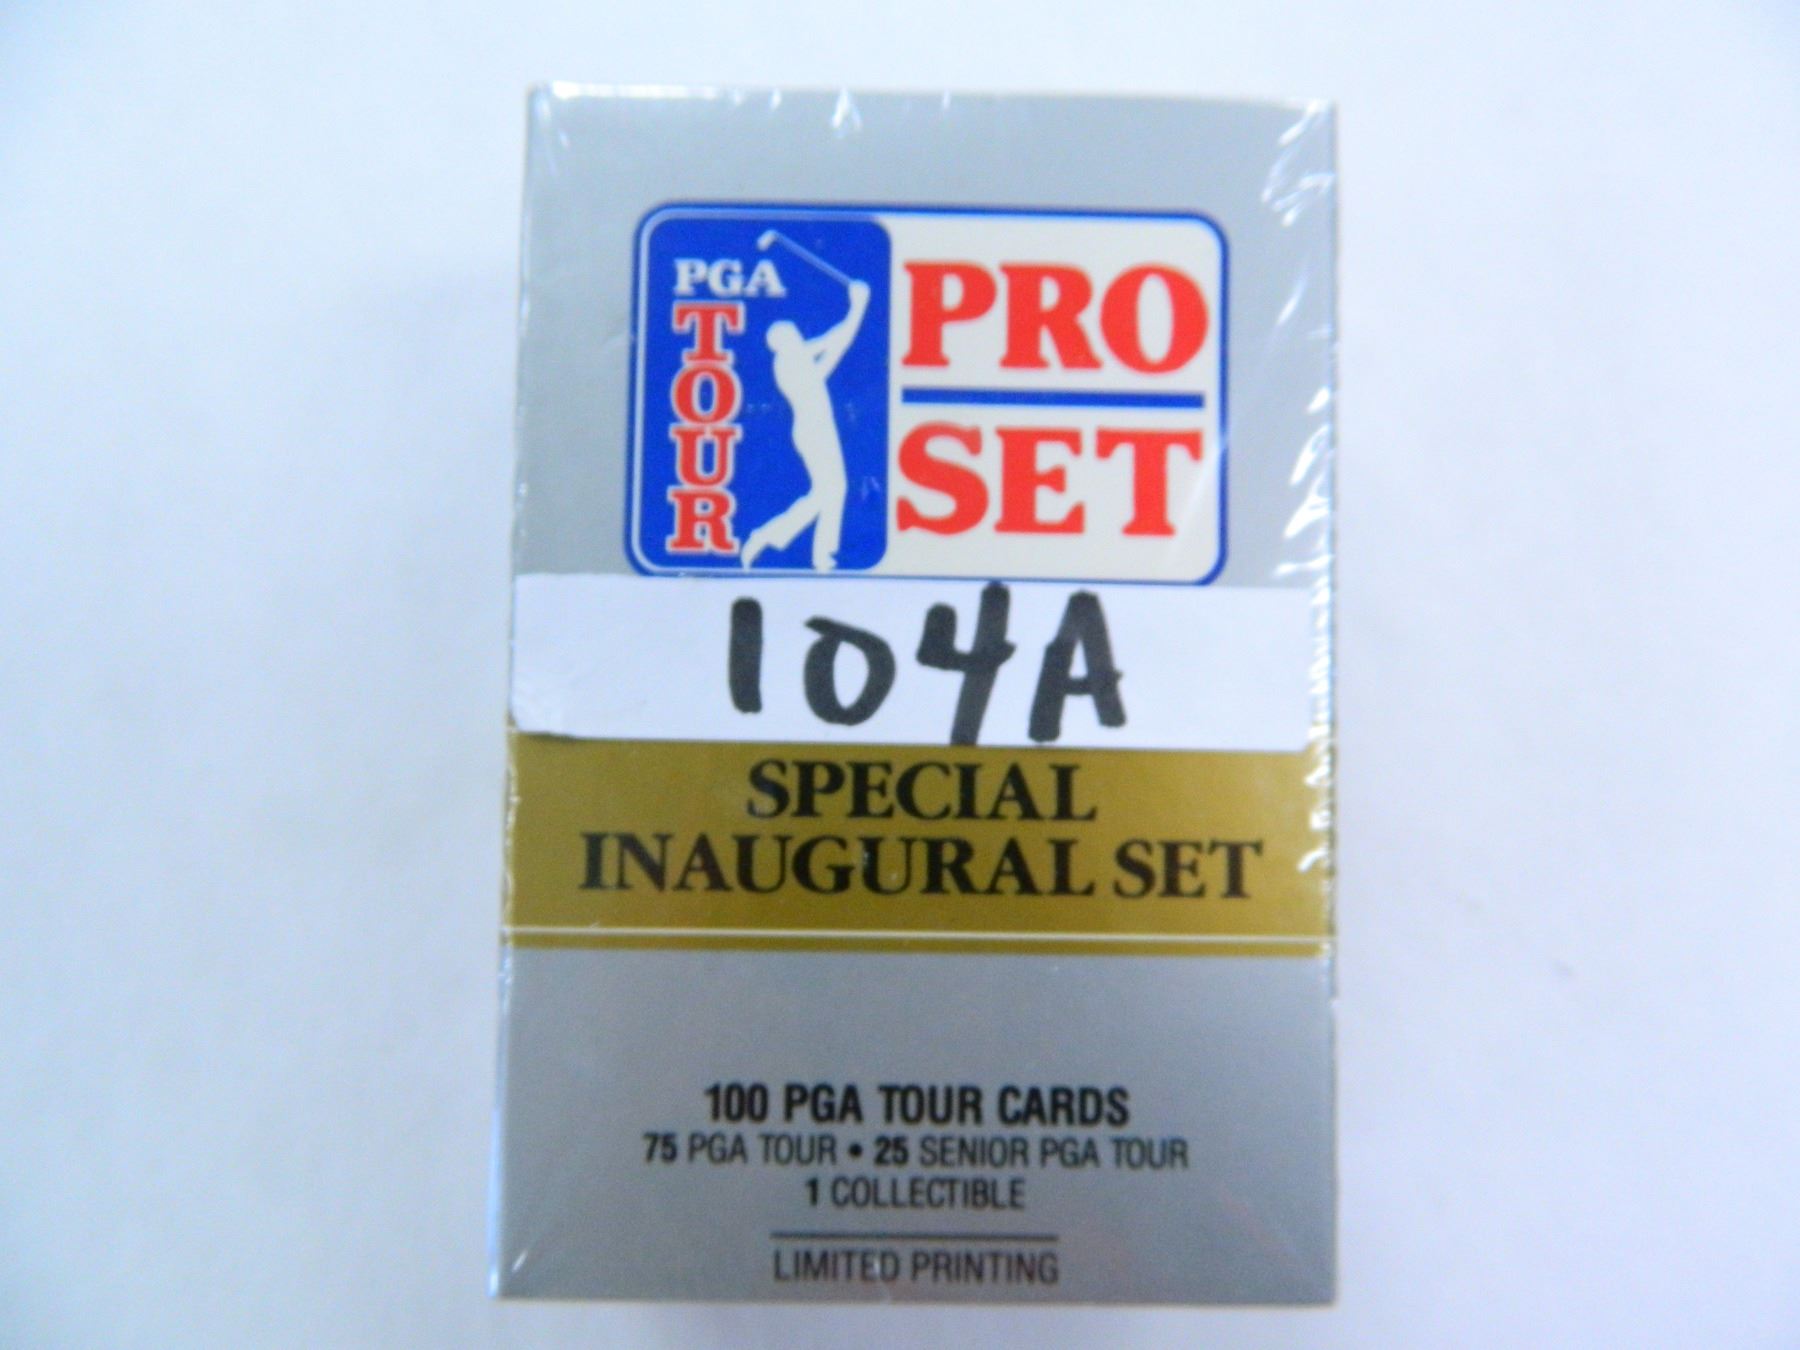 PGA
TOUR
PRO
SET
104A
SPECIAL
INAUGURAL SET
100 PGA TOUR CARDS
75 PGA TOUR • 25 SENIOR PGA TOUR
1 COLLECTIBLE
LIMITED PRINTING